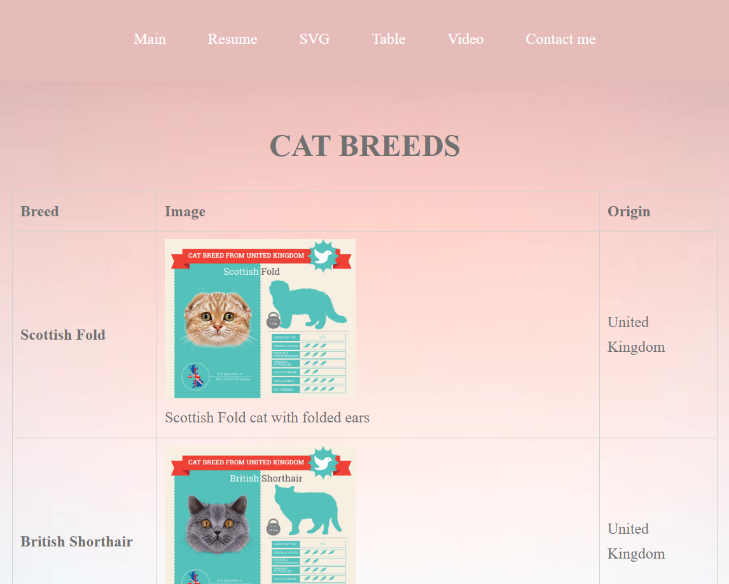 Main Resume SVG Table Video Contact me
CAT BREEDS
Breed Image Origin
Scottish Fold
CAT BREED FROM UNITED KINGDOM
Scottish Fold
Scottish Fold cat with folded ears
United
Kingdom
British Shorthair
CAT BREED FROM UNITED KINGDOM
British Shorthair
United
Kingdom